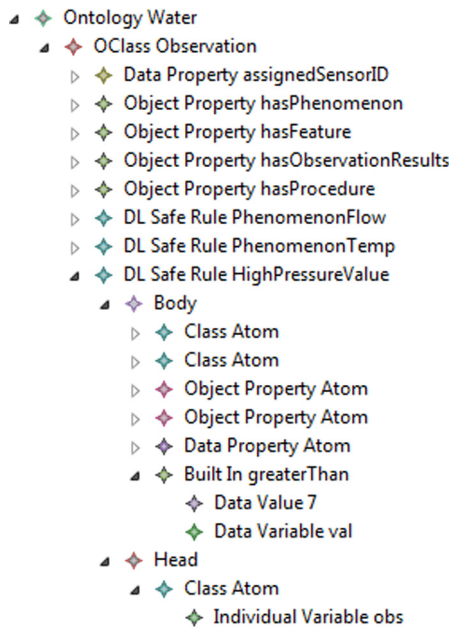 Ontology Water
OClass Observation
Data Property assignedSensorID
Object Property hasPhenomenon
Object Property hasFeature
Object Property hasObservationResults
Object Property hasProcedure
DL Safe Rule PhenomenonFlow
DL Safe Rule PhenomenonTemp
DL Safe Rule HighPressureValue
Body
Class Atom
Class Atom
Object Property Atom
Object Property Atom
Data Property Atom
Built In greaterThan
Data Value 7
Data Variable val
Head
Class Atom
Individual Variable obs